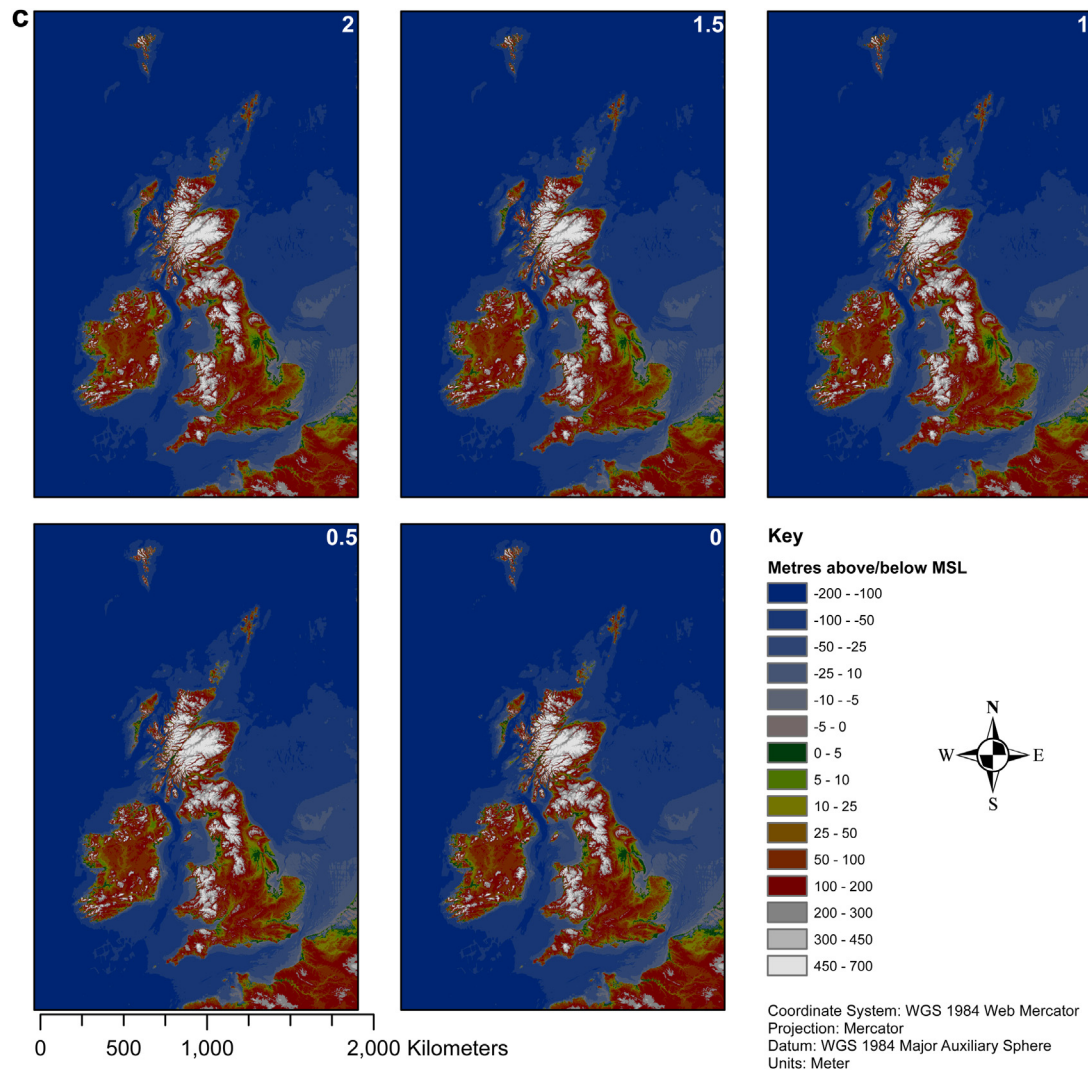 c
2
1.5
1
0.5
0
Key
Metres above/below MSL
-200 - -100
-100 - -50
-50 - -25
-25 - 10
-10 - -5
-5 - 0
0 - 5
5 - 10
10 - 25
25 - 50
50 - 100
100 - 200
200 - 300
300 - 450
450 - 700
N
W E
S
0 500 1,000 2,000 Kilometers
Coordinate System: WGS 1984 Web Mercator
Projection: Mercator
Datum: WGS 1984 Major Auxiliary Sphere
Units: Meter